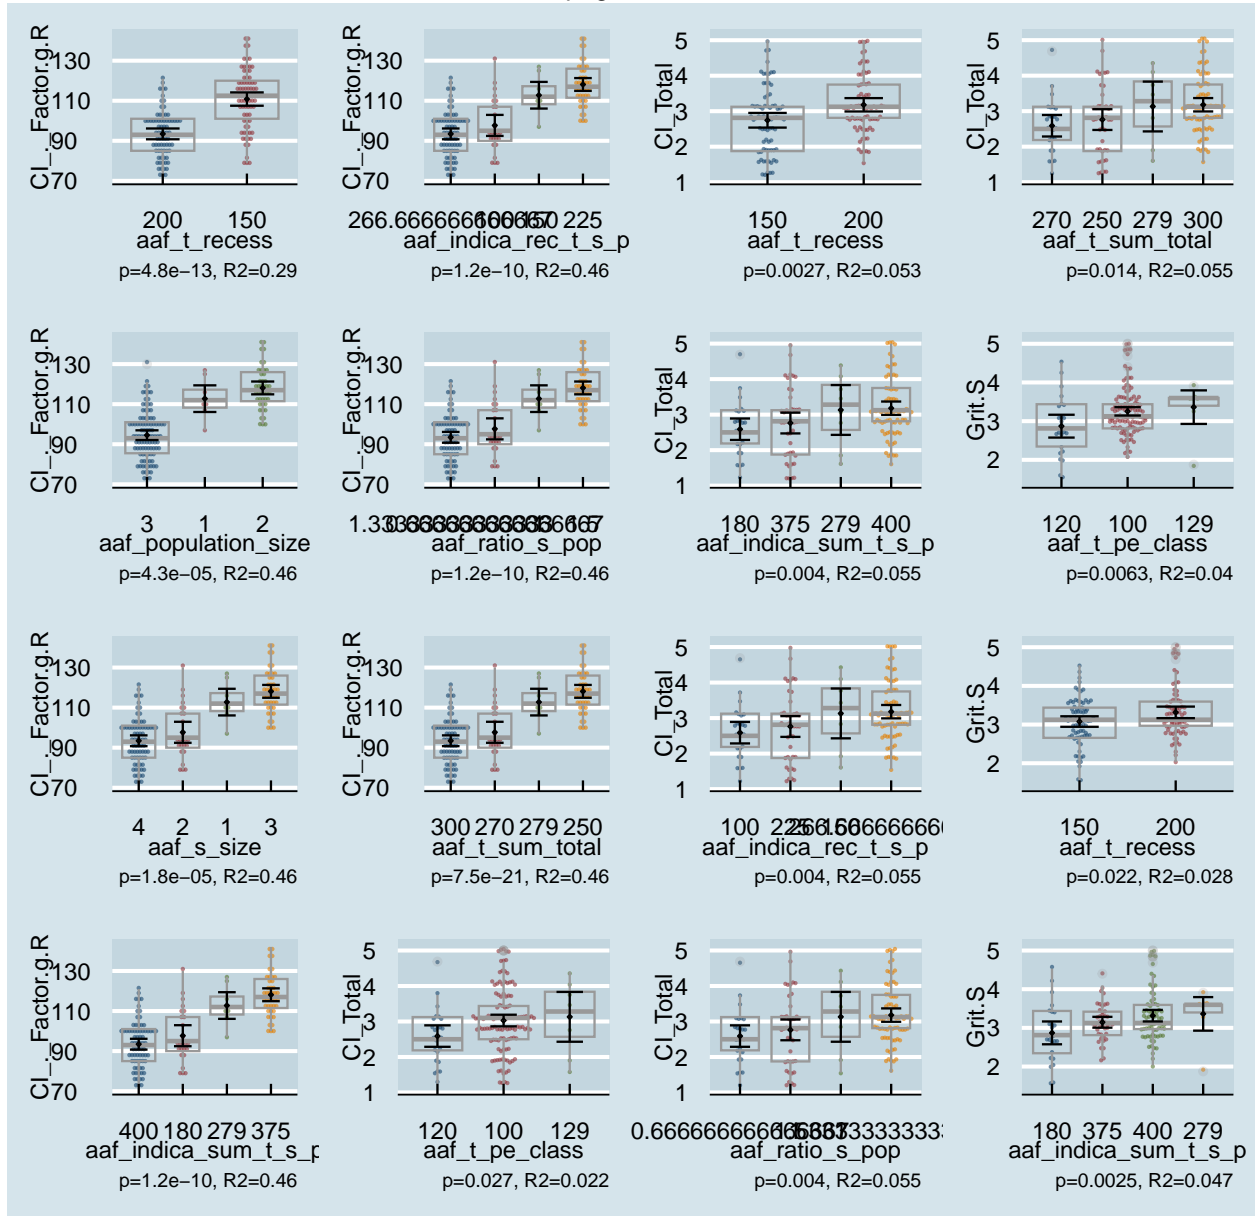 CI_.Factor.g.R
130
110
90
70
200 150
aaf_t_recess
p=4.8e-13, R2=0.29
CI_.Factor.g.R
130
110
90
70
150 225
aaf_indica_rec_t_s_p
p=1.2e-10, R2=0.46
CI_Total
5
4
3
2
1
150 200
aaf_t_recess
p=0.0027, R2=0.053
CI_Total
5
4
3
2
1
270 250 279 300
aaf_t_sum_total
p=0.014, R2=0.055
CI_.Factor.g.R
130
110
90
70
3 1 2
aaf_population_size
p=4.3e-05, R2=0.46
CI_.Factor.g.R
130
110
90
70
aaf_ratio_s_pop
p=1.2e-10, R2=0.46
CI_Total
5
4
3
2
1
180 375 279 400
aaf_indica_sum_t_s_p
p=0.004, R2=0.055
Grit.S
5
4
3
2
120 100 129
aaf_t_pe_class
p=0.0063, R2=0.04
CI_.Factor.g.R
130
110
90
70
4 2 1 3
aaf_s_size
p=1.8e-05, R2=0.46
CI_.Factor.g.R
130
110
90
70
300 270 279 250
aaf_t_sum_total
p=7.5e-21, R2=0.46
CI_Total
5
4
3
2
1
100
aaf_indica_rec_t_s_p
p=0.004, R2=0.055
Grit.S
5
4
3
2
150 200
aaf_t_recess
p=0.022, R2=0.028
CI_.Factor.g.R
130
110
90
70
400 180 279 375
aaf_indica_sum_t_s_p
p=1.2e-10, R2=0.46
CI_Total
5
4
3
2
1
120 100 129
aaf_t_pe_class
p=0.027, R2=0.022
CI_Total
5
4
3
2
1
aaf_ratio_s_pop
p=0.004, R2=0.055
Grit.S
5
4
3
2
180 375 400 279
aaf_indica_sum_t_s_p
p=0.0025, R2=0.047